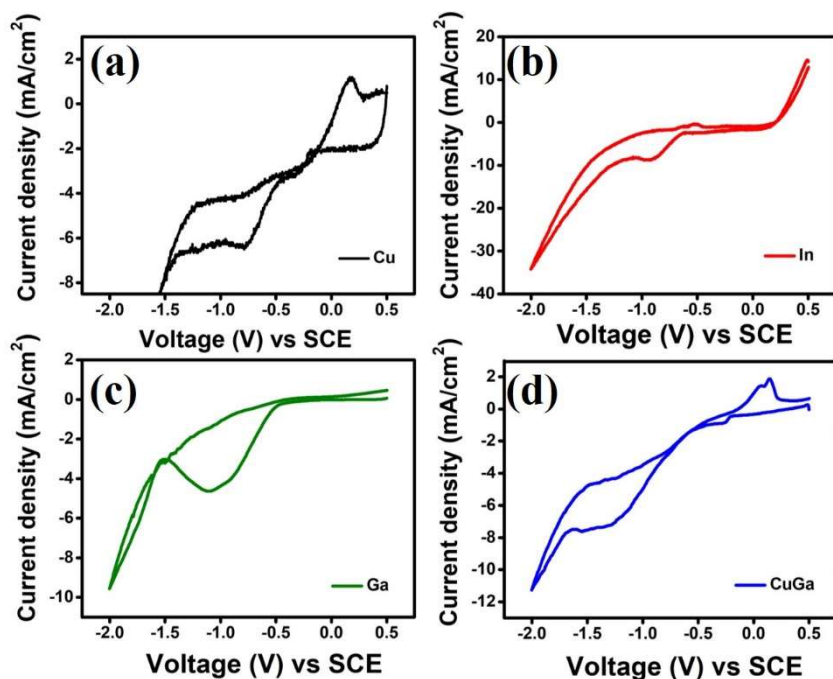 (a)
Current density (mA/cm²)
2
0
-2
-4
-6
-8
-2.0 -1.5 -1.0 -0.5 0.0 0.5
Voltage (V) vs SCE
Cu
(b)
Current density (mA/cm²)
20
10
0
-10
-20
-30
-40
-2.0 -1.5 -1.0 -0.5 0.0 0.5
Voltage (V) vs SCE
In
(c)
Current density (mA/cm²)
2
0
-2
-4
-6
-8
-10
-2.0 -1.5 -1.0 -0.5 0.0 0.5
Voltage (V) vs SCE
Ga
(d)
Current density (mA/cm²)
2
0
-2
-4
-6
-8
-10
-12
-2.0 -1.5 -1.0 -0.5 0.0 0.5
Voltage (V) vs SCE
CuGa